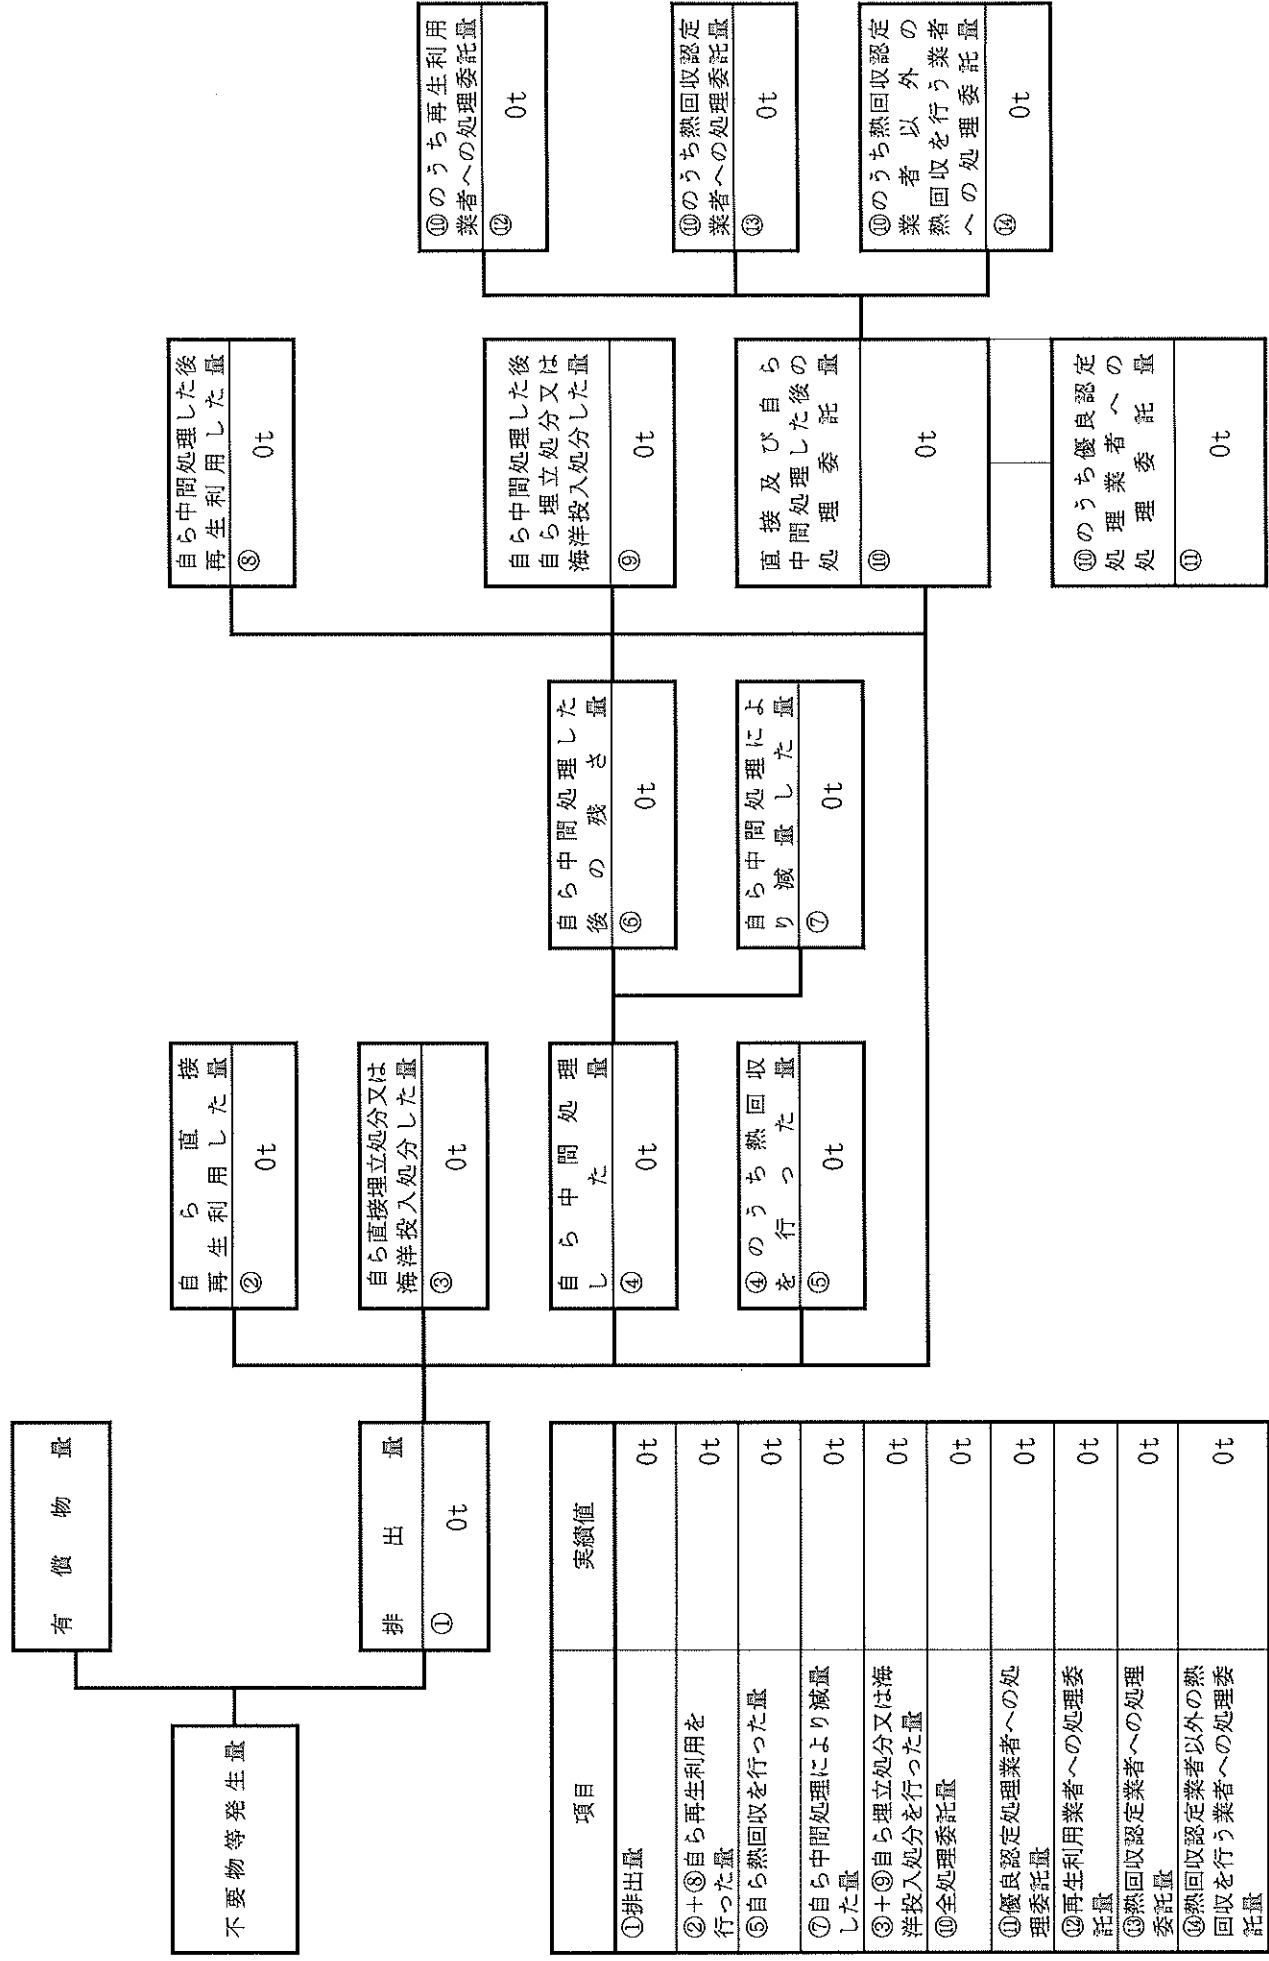 有償物量
不要物等発生量
排出量
①
0t
自ら直接
再生利用した量
②
0t
自ら直接埋立処分又は
海洋投入処分した量
③
0t
自ら中間処理
した量
④
0t
④のうち熱回収
を行った量
⑤
0t
自ら中間処理した
後の残さ量
⑥
0t
自ら中間処理によ
り減量した量
⑦
0t
自ら中間処理した後
再生利用した量
⑧
0t
自ら中間処理した後
自ら埋立処分又は
海洋投入処分した量
⑨
0t
直接及び自ら
中間処理した後の
処理委託量
⑩
0t
⑩のうち優良認定
処理業者への
処理委託量
⑪
0t
⑩のうち再生利用
業者への処理委託量
⑫
0t
⑩のうち熱回収認定
業者への処理委託量
⑬
0t
⑩のうち熱回収認定
業者以外の
熱回収を行う業者
への処理委託量
⑭
0t
項目 実績値
①排出量 0t
②+⑧自ら再生利用を
行った量 0t
⑤自ら熱回収を行った量 0t
⑦自ら中間処理により減量
した量 0t
③+⑨自ら埋立処分又は海
洋投入処分を行った量 0t
⑩全処理委託量 0t
⑪優良認定処理業者への処
理委託量 0t
⑫再生利用業者への処理委
託量 0t
⑬熱回収認定業者への処理
委託量 0t
⑭熱回収認定業者以外の熱
回収を行う業者への処理委
託量 0t